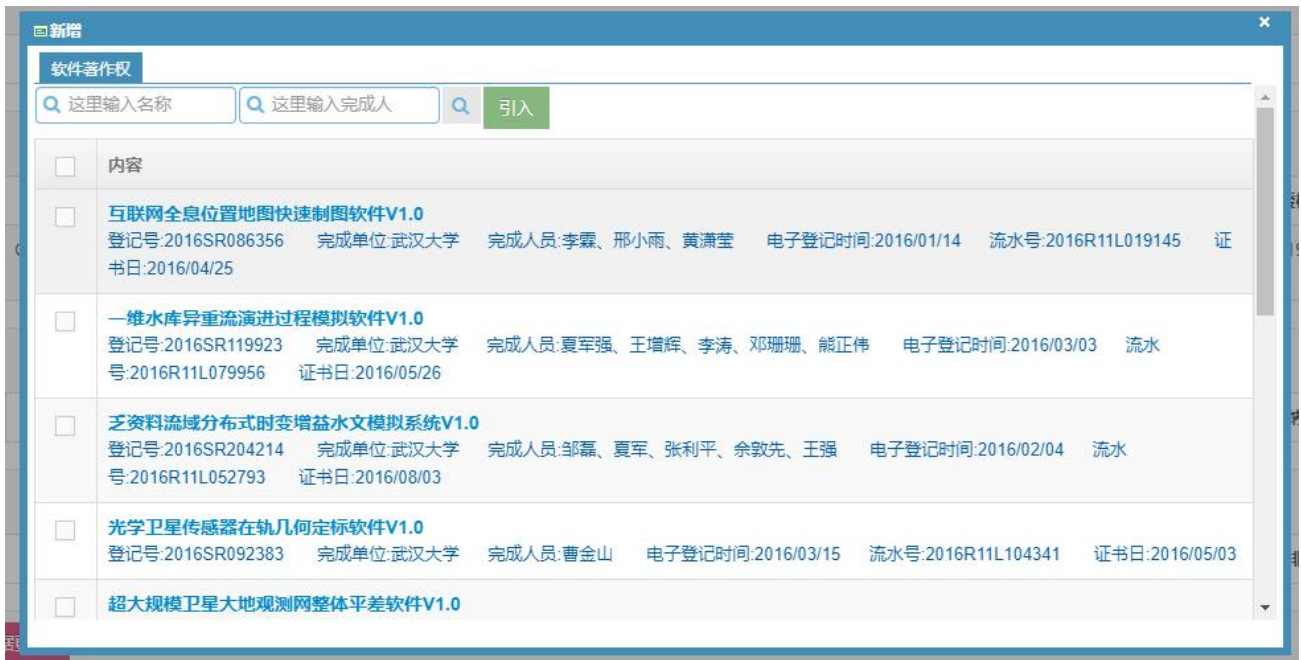 新增
×
软件著作权
这里输入名称 这里输入完成人 引入
内容
互联网全息位置地图快速制图软件V1.0
登记号:2016SR086356 完成单位:武汉大学 完成人员:李霖、邢小雨、黄潇莹 电子登记时间:2016/01/14 流水号:2016R11L019145 证
书日:2016/04/25
一维水库异重流演进过程模拟软件V1.0
登记号:2016SR119923 完成单位:武汉大学 完成人员:夏军强、王增辉、李涛、邓珊珊、熊正伟 电子登记时间:2016/03/03 流水
号:2016R11L079956 证书日:2016/05/26
乏资料流域分布式时变增益水文模拟系统V1.0
登记号:2016SR204214 完成单位:武汉大学 完成人员:邹磊、夏军、张利平、佘敦先、王强 电子登记时间:2016/02/04 流水
号:2016R11L052793 证书日:2016/08/03
光学卫星传感器在轨几何定标软件V1.0
登记号:2016SR092383 完成单位:武汉大学 完成人员:曹金山 电子登记时间:2016/03/15 流水号:2016R11L104341 证书日:2016/05/03
超大规模卫星大地观测网整体平差软件V1.0